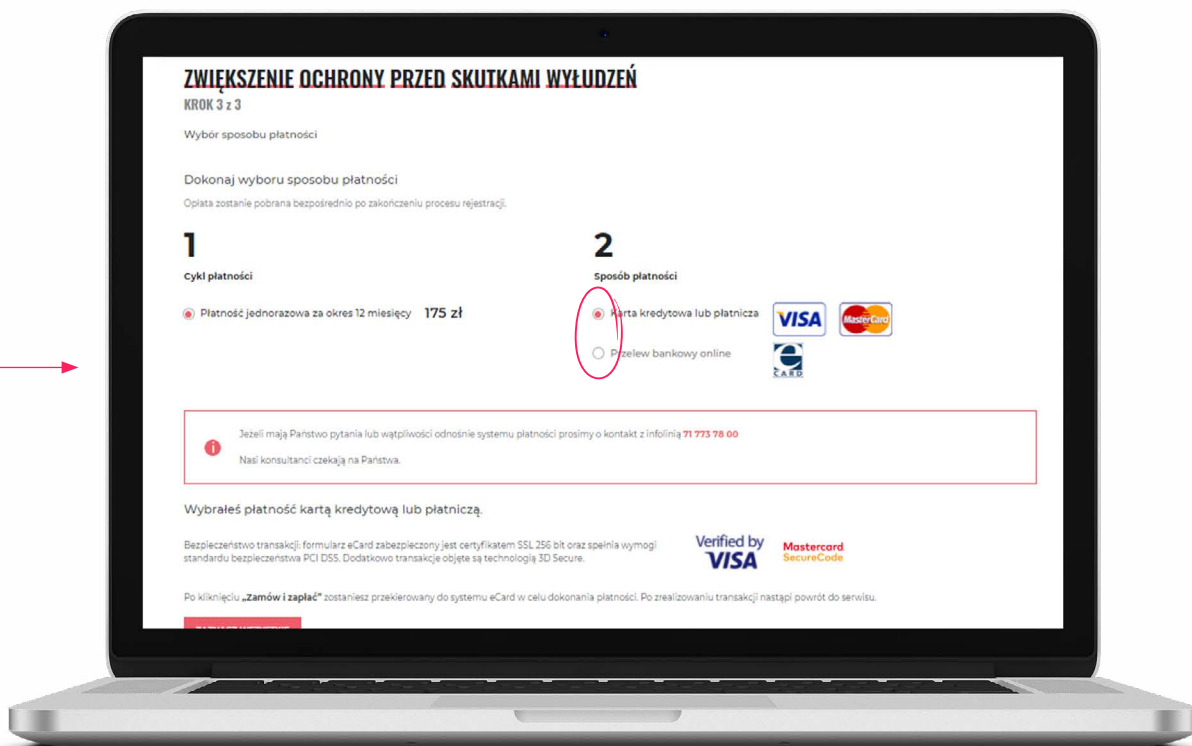 ZWIĘKSZENIE OCHRONY PRZED SKUTKAMI WYŁUDZEŃ
KROK 3 z 3
Wybór sposobu płatności
Dokonaj wyboru sposobu płatności
Opłata zostanie pobrana bezpośrednio po zakończeniu procesu rejestracji.
1
Cykl płatności
Płatność jednorazowa za okres 12 miesięcy 175 zł
2
Sposób płatności
Karta kredytowa lub płatnicza VISA MasterCard
Przelew bankowy online e CARD
Jeżeli mają Państwo pytania lub wątpliwości odnośnie systemu płatności prosimy o kontakt z infolinią 71 773 78 00
Nasi konsultanci czekają na Państwa.
Wybrałeś płatność kartą kredytową lub płatniczą.
Bezpieczeństwo transakcji: formularz eCard zabezpieczony jest certyfikatem SSL 256 bit oraz spełnia wymogi
standardu bezpieczeństwa PCI DSS. Dodatkowo transakcje objęte są technologią 3D Secure.
Verified by
VISA
Mastercard
SecureCode
Po kliknięciu „Zamów i zapłać” zostaniesz przekierowany do systemu eCard w celu dokonania płatności. Po zrealizowaniu transakcji nastąpi powrót do serwisu.